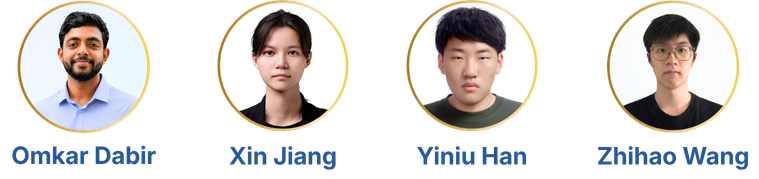 Omkar Dabir
Xin Jiang
Yiniu Han
Zhihao Wang